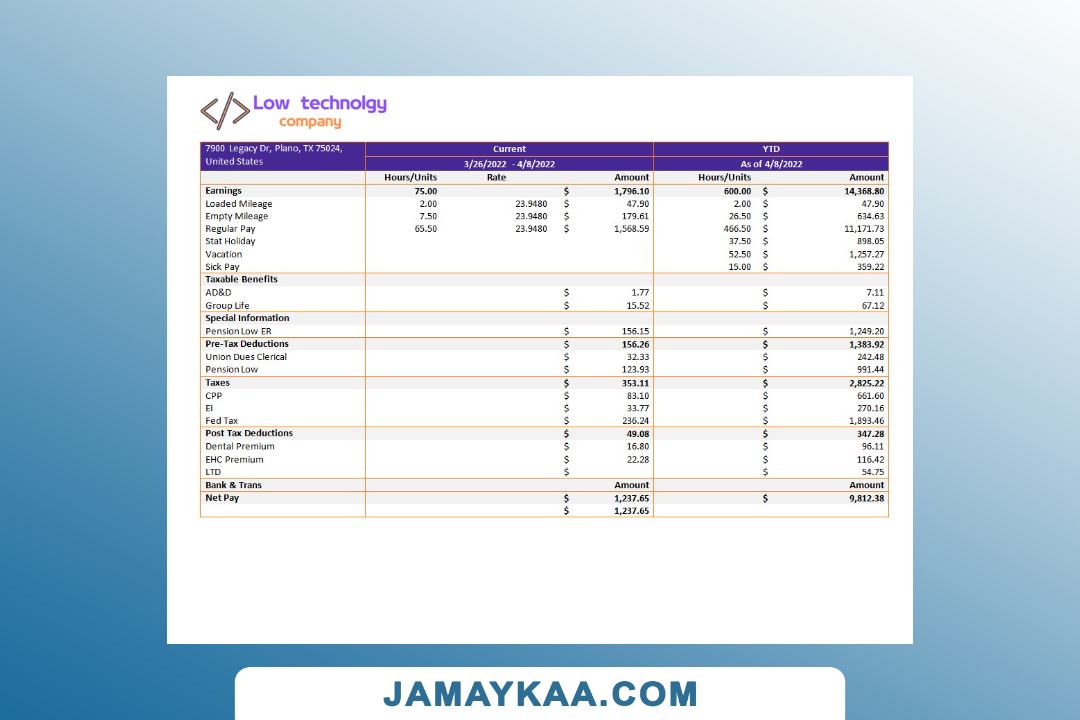 </> Low technolgy
company
7900 Legacy Dr, Plano, TX 75024, Current YTD
United States 3/26/2022 - 4/8/2022 As of 4/8/2022
Hours/Units Rate Amount Hours/Units Amount
Earnings 75.00 $ 1,796.10 600.00 $ 14,368.80
Loaded Mileage 2.00 23.9480 $ 47.90 2.00 $ 47.90
Empty Mileage 7.50 23.9480 $ 179.61 26.50 $ 634.63
Regular Pay 65.50 23.9480 $ 1,568.59 466.50 $ 11,171.73
Stat Holiday 37.50 $ 898.05
Vacation 52.50 $ 1,257.27
Sick Pay 15.00 $ 359.22
Taxable Benefits
AD&D $ 1.77 $ 7.11
Group Life $ 15.52 $ 67.12
Special Information
Pension Low ER $ 156.15 $ 1,249.20
Pre-Tax Deductions $ 156.26 $ 1,383.92
Union Dues Clerical $ 32.33 $ 242.48
Pension Low $ 123.93 $ 991.44
Taxes $ 353.11 $ 2,825.22
CPP $ 83.10 $ 661.60
EI $ 33.77 $ 270.16
Fed Tax $ 236.24 $ 1,893.46
Post Tax Deductions $ 49.08 $ 347.28
Dental Premium $ 16.80 $ 96.11
EHC Premium $ 22.28 $ 116.42
LTD $ $ 54.75
Bank & Trans Amount Amount
Net Pay $ 1,237.65 $ 9,812.38
$ 1,237.65
JAMAYKAA.COM